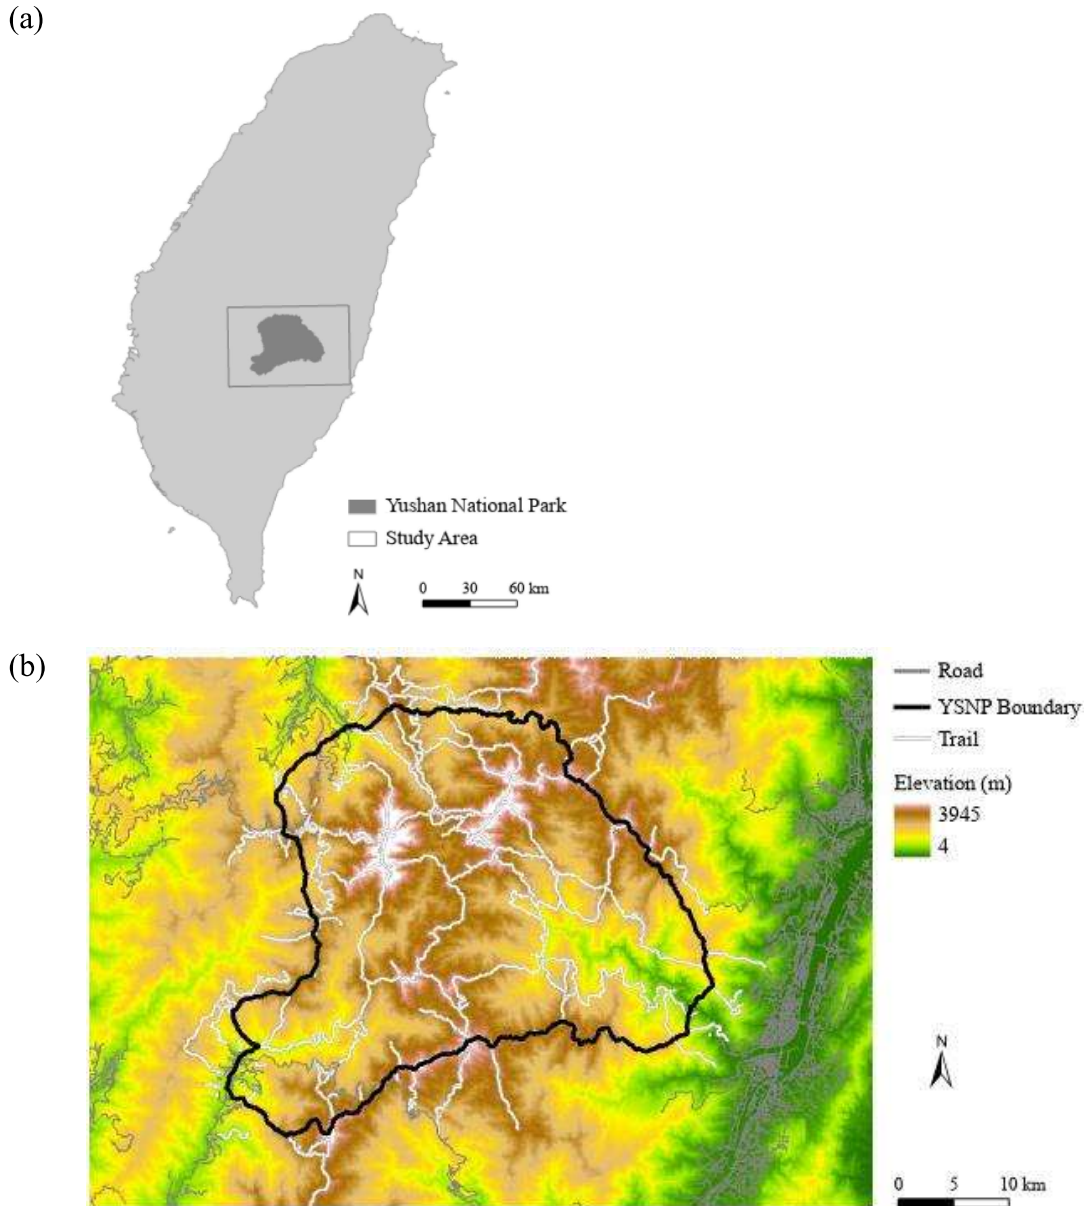 (a)
Yushan National Park
Study Area
N
0 30 60 km
(b)
Road
YSNP Boundary
Trail
Elevation (m)
3945
4
N
0 5 10 km